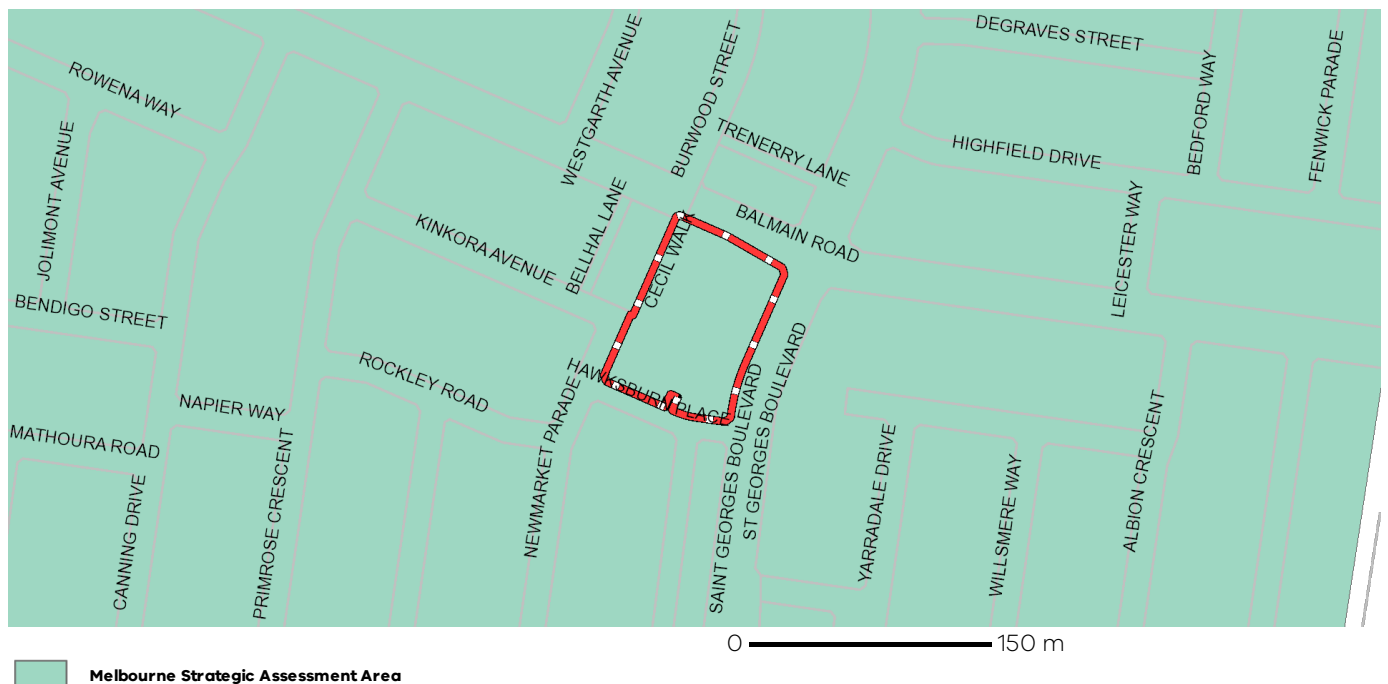 DEGRAVES STREET
ROWENA WAY
WESTGARTH AVENUE
BURWOOD STREET
BEDFORD WAY
FENWICK PARADE
TRENERRY LANE
HIGHFIELD DRIVE
JOLIMONT AVENUE
BELLHAL LANE
KINKORA AVENUE
CECIL WALK
BALMAIN ROAD
LEICESTER WAY
BENDIGO STREET
ROCKLEY ROAD
HAWKSBURN PLACE
NAPIER WAY
MATHOURA ROAD
CANNING DRIVE
PRIMROSE CRESCENT
NEWMARKET PARADE
SAINT GEORGES BOULEVARD
ST GEORGES BOULEVARD
YARRADALE DRIVE
WILLSMERE WAY
ALBION CRESCENT
0 150 m
Melbourne Strategic Assessment Area